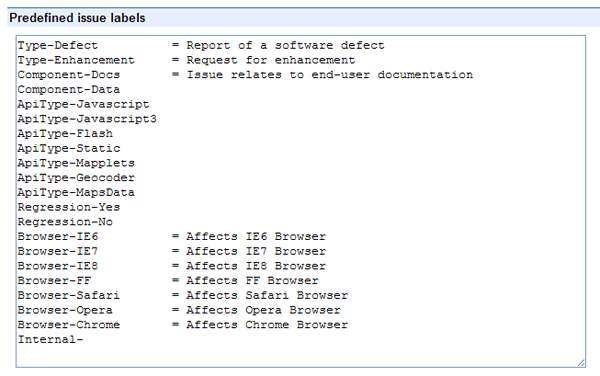 Predefined issue labels
Type-Defect = Report of a software defect
Type-Enhancement = Request for enhancement
Component-Docs = Issue relates to end-user documentation
Component-Data
ApiType-Javascript
ApiType-Javascript3
ApiType-Flash
ApiType-Static
ApiType-Mapplets
ApiType-Geocoder
ApiType-MapsData
Regression-Yes
Regression-No
Browser-IE6 = Affects IE6 Browser
Browser-IE7 = Affects IE7 Browser
Browser-IE8 = Affects IE8 Browser
Browser-FF = Affects FF Browser
Browser-Safari = Affects Safari Browser
Browser-Opera = Affects Opera Browser
Browser-Chrome = Affects Chrome Browser
Internal-